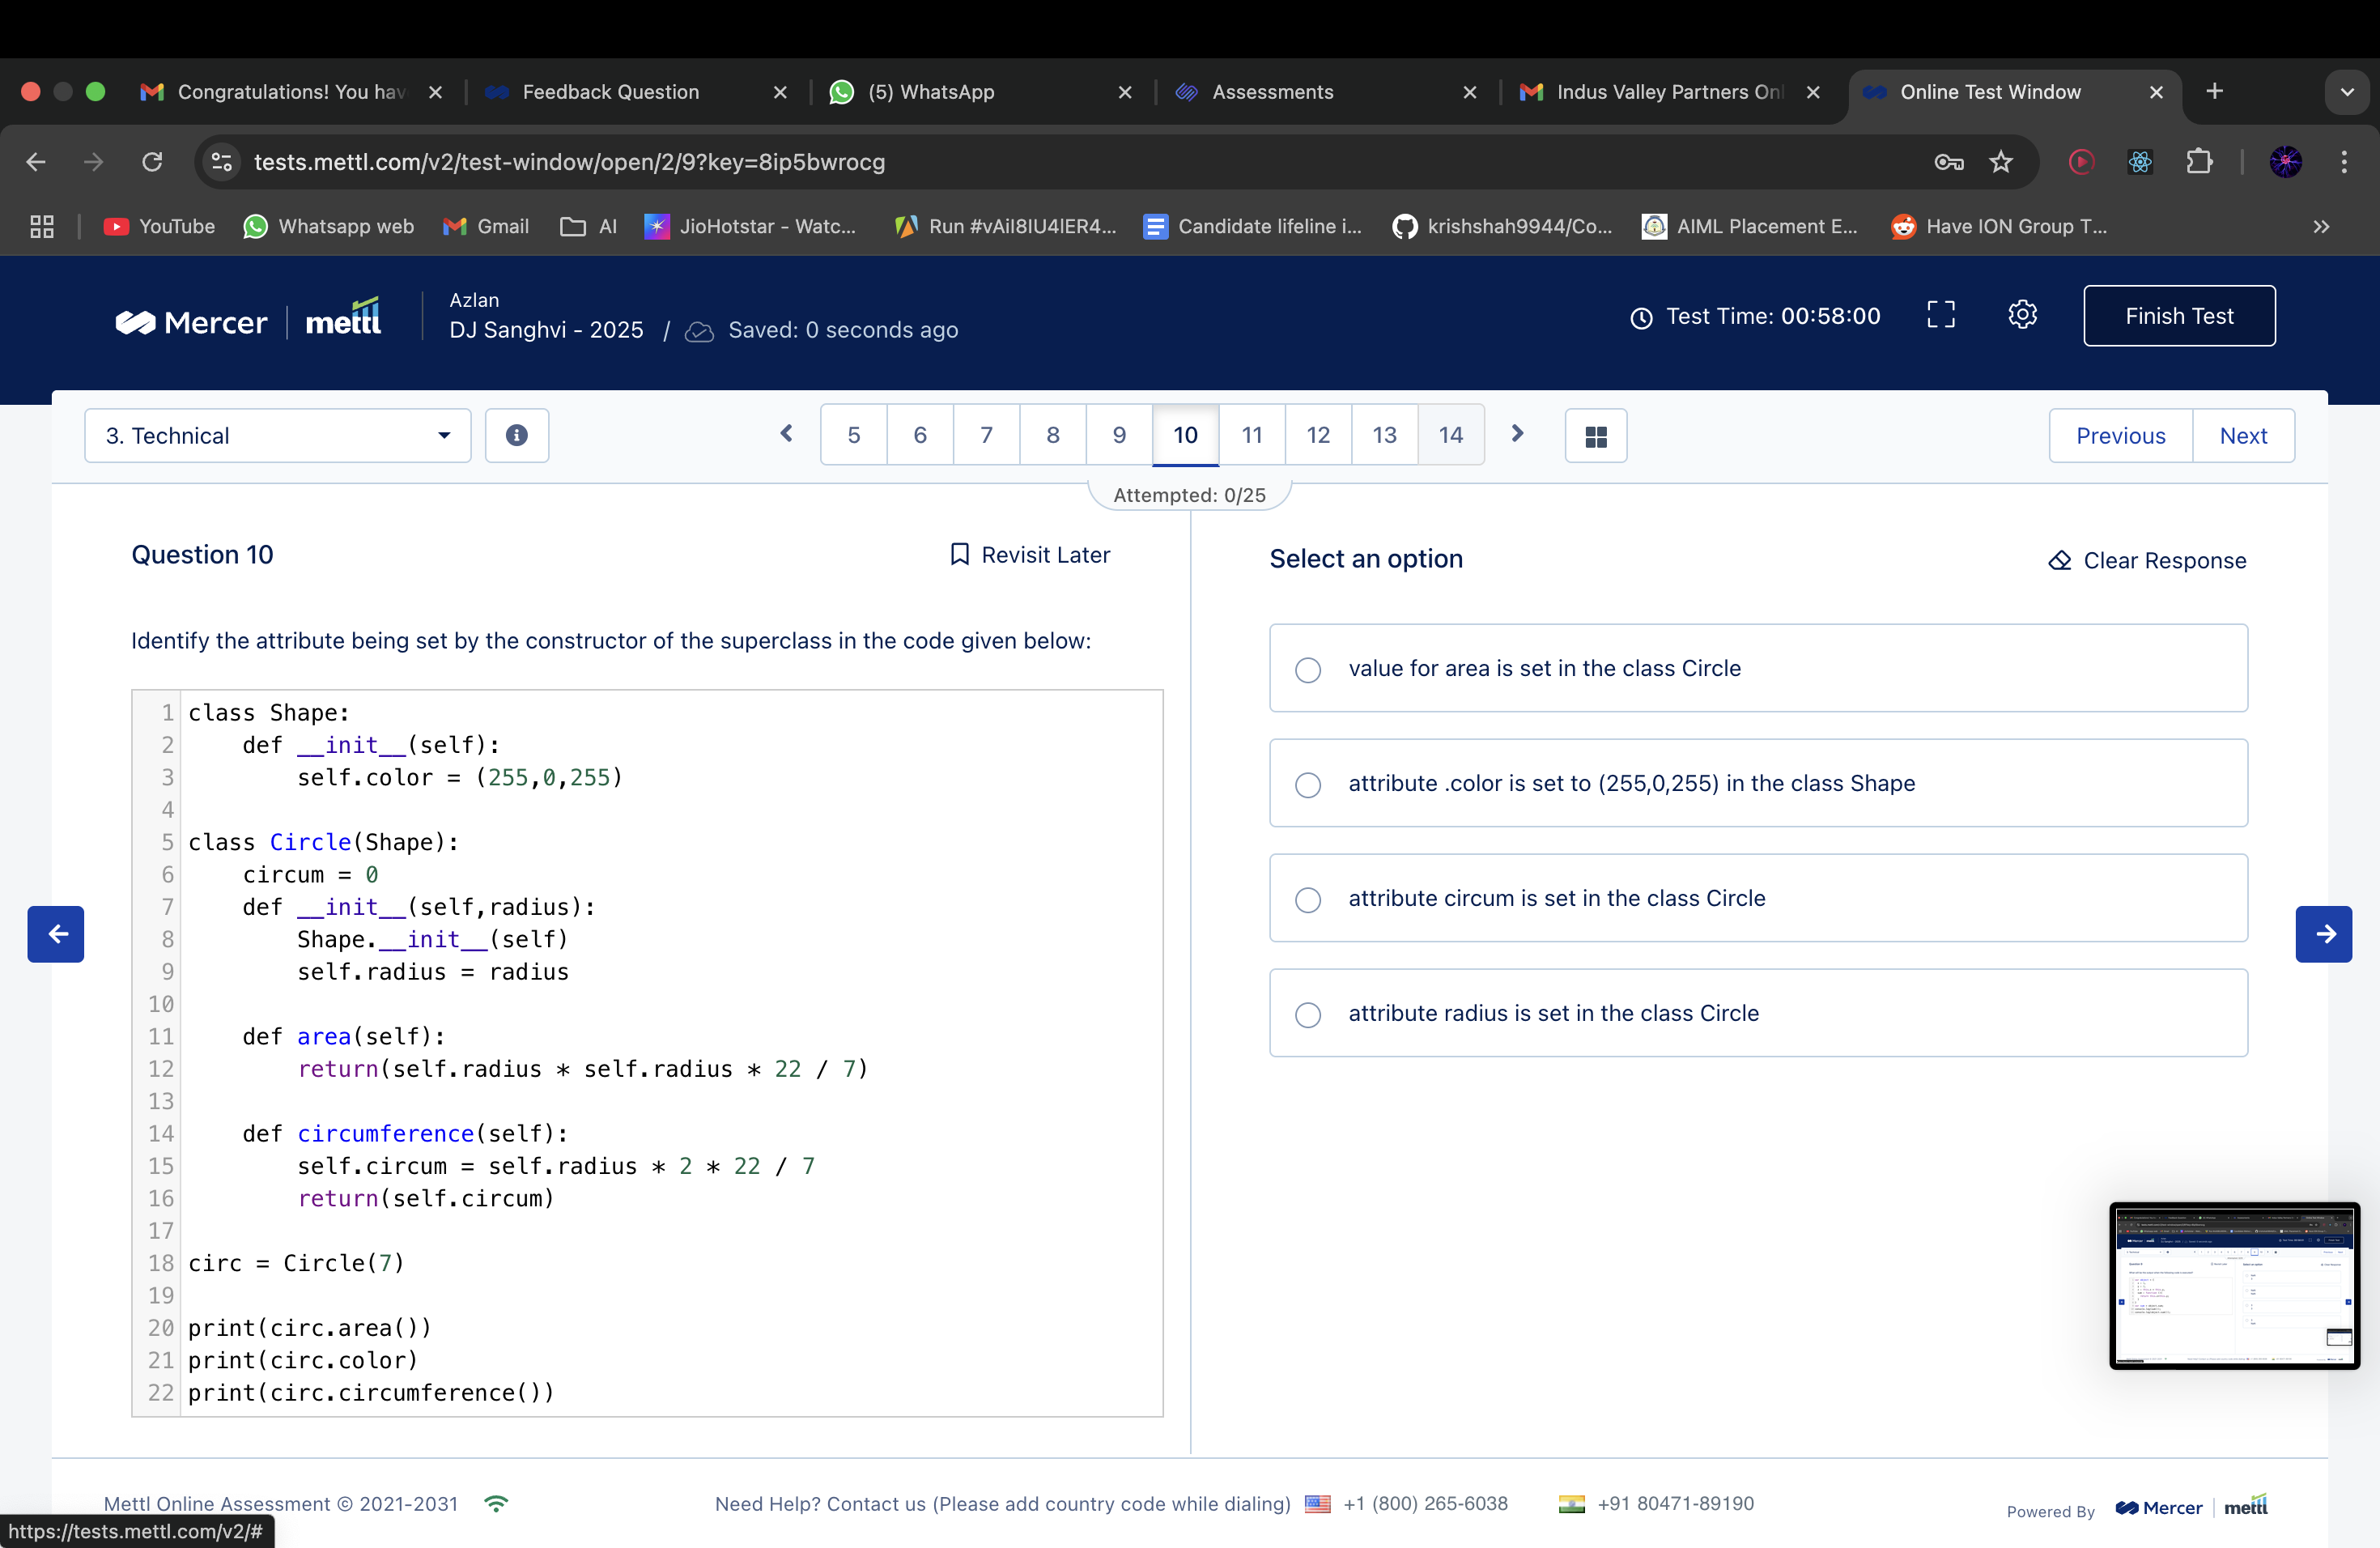 Congratulations! You hav
Feedback Question
(5) WhatsApp
Assessments
Indus Valley Partners Onl
Online Test Window
tests.mettl.com/v2/test-window/open/2/9?key=8ip5bwrocg
YouTube
Whatsapp web
Gmail
AI
JioHotstar - Watc...
Run #vAil8IU4lER4...
Candidate lifeline i...
krishshah9944/Co...
AIML Placement E...
Have ION Group T...
Mercer mettl
Azlan
DJ Sanghvi - 2025 / Saved: 0 seconds ago
Test Time: 00:58:00
Finish Test
3. Technical
5 6 7 8 9 10 11 12 13 14
Previous Next
Attempted: 0/25
Question 10
Revisit Later
Identify the attribute being set by the constructor of the superclass in the code given below:
1 class Shape:
2     def __init__(self):
3         self.color = (255,0,255)
4
5 class Circle(Shape):
6     circum = 0
7     def __init__(self,radius):
8         Shape.__init__(self)
9         self.radius = radius
10
11     def area(self):
12         return(self.radius * self.radius * 22 / 7)
13
14     def circumference(self):
15         self.circum = self.radius * 2 * 22 / 7
16         return(self.circum)
17
18 circ = Circle(7)
19
20 print(circ.area())
21 print(circ.color)
22 print(circ.circumference())
Select an option
Clear Response
value for area is set in the class Circle
attribute .color is set to (255,0,255) in the class Shape
attribute circum is set in the class Circle
attribute radius is set in the class Circle
Mettl Online Assessment © 2021-2031
Need Help? Contact us (Please add country code while dialing) +1 (800) 265-6038 +91 80471-89190
Powered By Mercer mettl
https://tests.mettl.com/v2/#